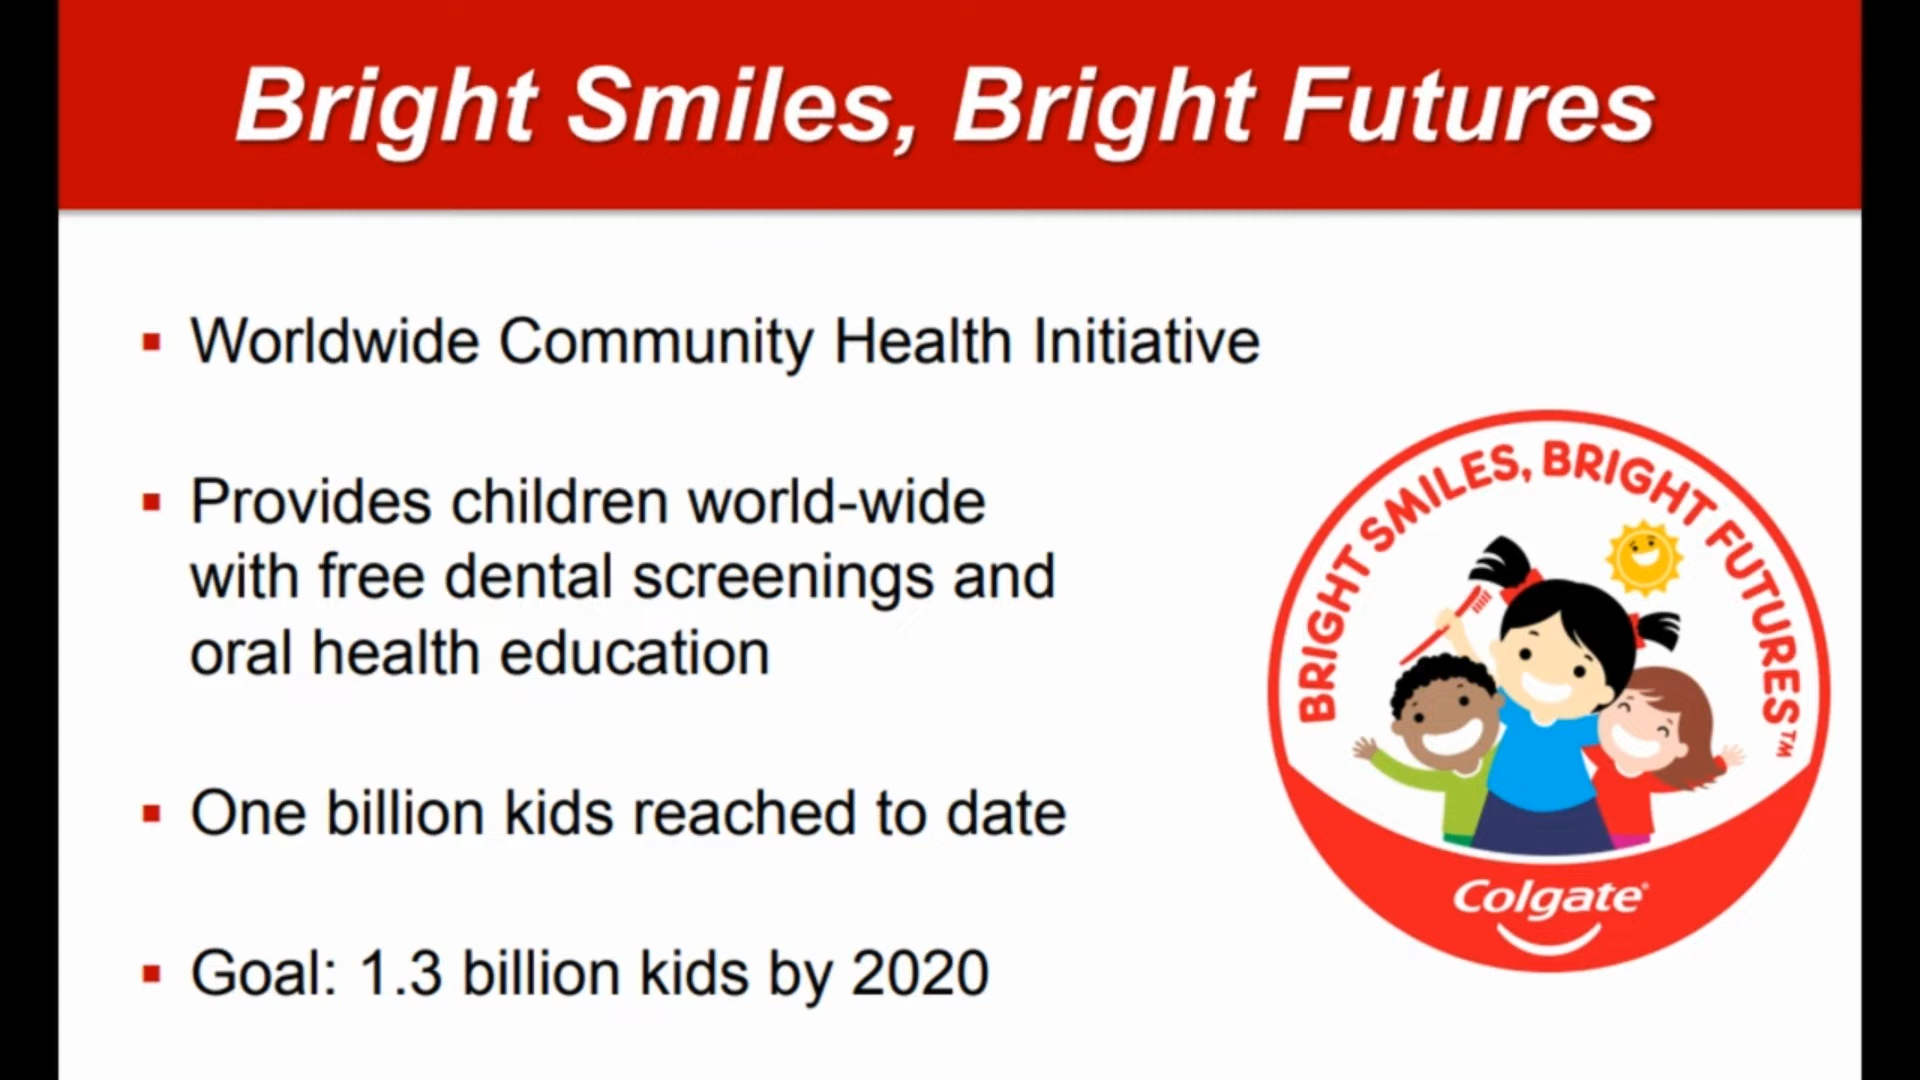 Bright Smiles, Bright Futures
▪ Worldwide Community Health Initiative
▪ Provides children world-wide
with free dental screenings and
oral health education
▪ One billion kids reached to date
▪ Goal: 1.3 billion kids by 2020
BRIGHT SMILES, BRIGHT FUTURES™
Colgate®